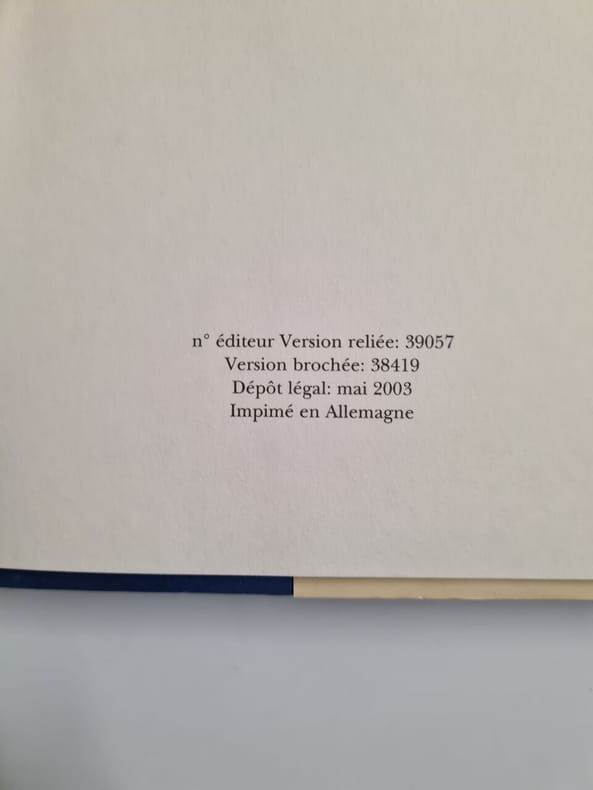 n° éditeur Version reliée: 39057
Version brochée: 38419
Dépôt légal: mai 2003
Impimé en Allemagne